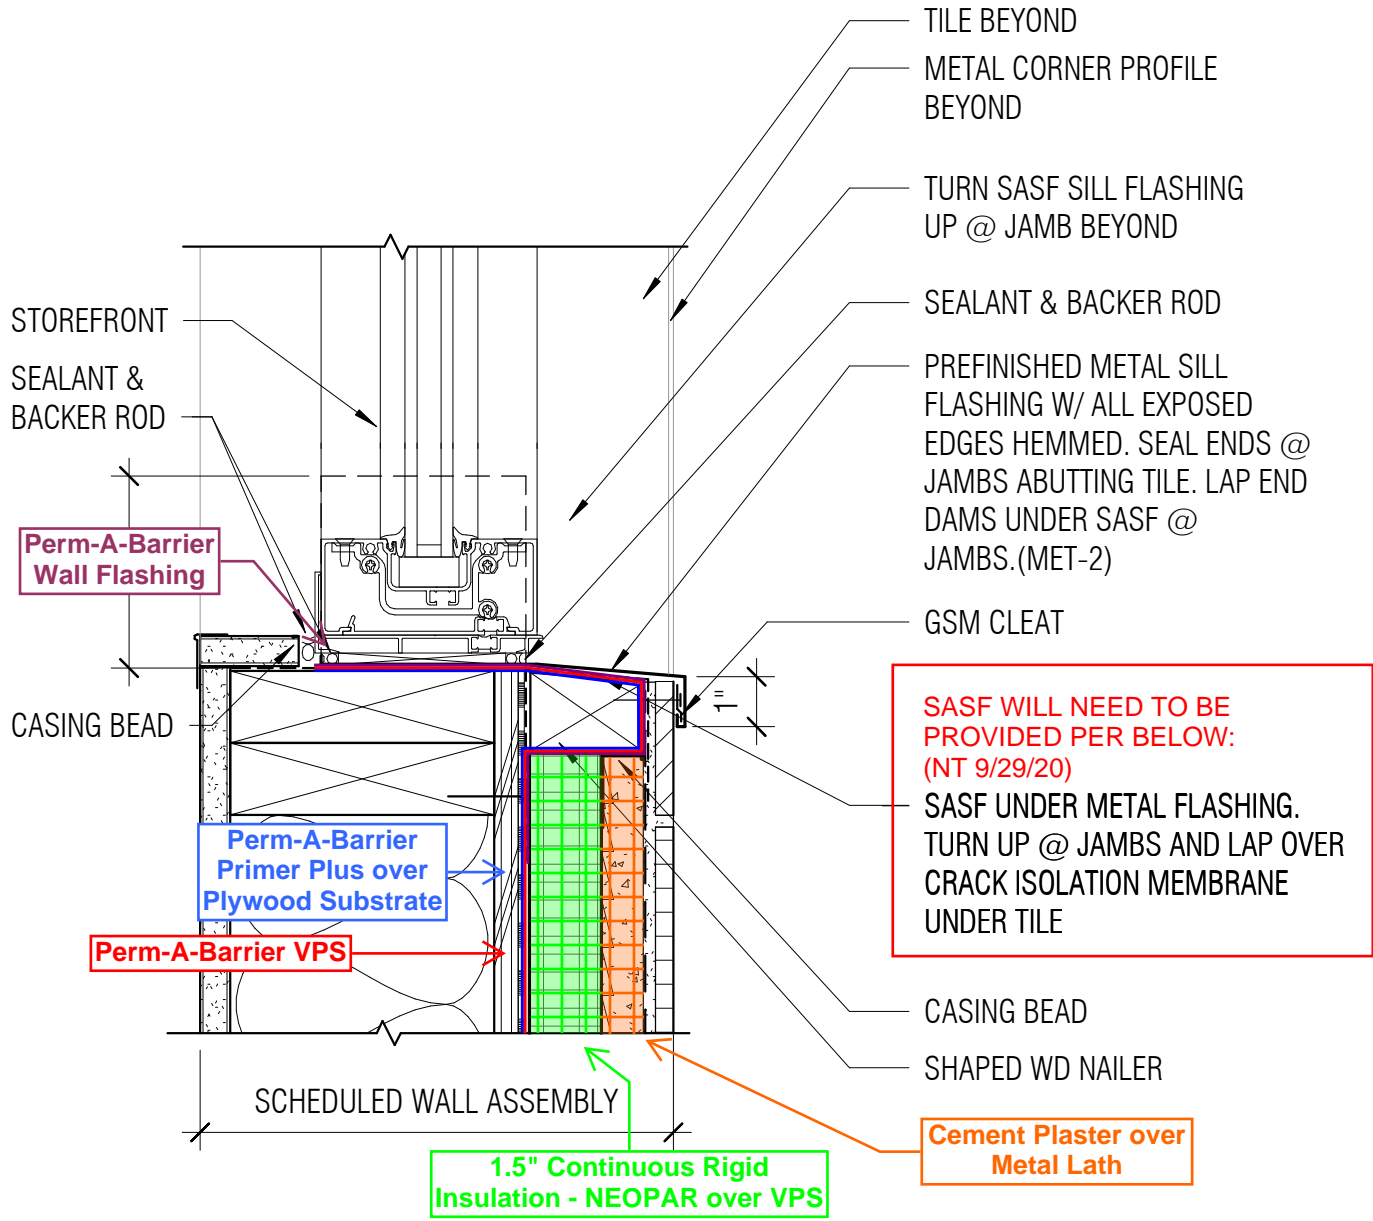 TILE BEYOND
METAL CORNER PROFILE
BEYOND
TURN SASF SILL FLASHING
UP @ JAMB BEYOND
SEALANT & BACKER ROD
PREFINISHED METAL SILL
FLASHING W/ ALL EXPOSED
EDGES HEMMED. SEAL ENDS @
JAMBS ABUTTING TILE. LAP END
DAMS UNDER SASF @
JAMBS.(MET-2)
GSM CLEAT
STOREFRONT
SEALANT &
BACKER ROD
Perm-A-Barrier
Wall Flashing
CASING BEAD
1"
SASF WILL NEED TO BE
PROVIDED PER BELOW:
(NT 9/29/20)
SASF UNDER METAL FLASHING.
TURN UP @ JAMBS AND LAP OVER
CRACK ISOLATION MEMBRANE
UNDER TILE
Perm-A-Barrier
Primer Plus over
Plywood Substrate
Perm-A-Barrier VPS
CASING BEAD
SHAPED WD NAILER
SCHEDULED WALL ASSEMBLY
Cement Plaster over
Metal Lath
1.5" Continuous Rigid
Insulation - NEOPAR over VPS